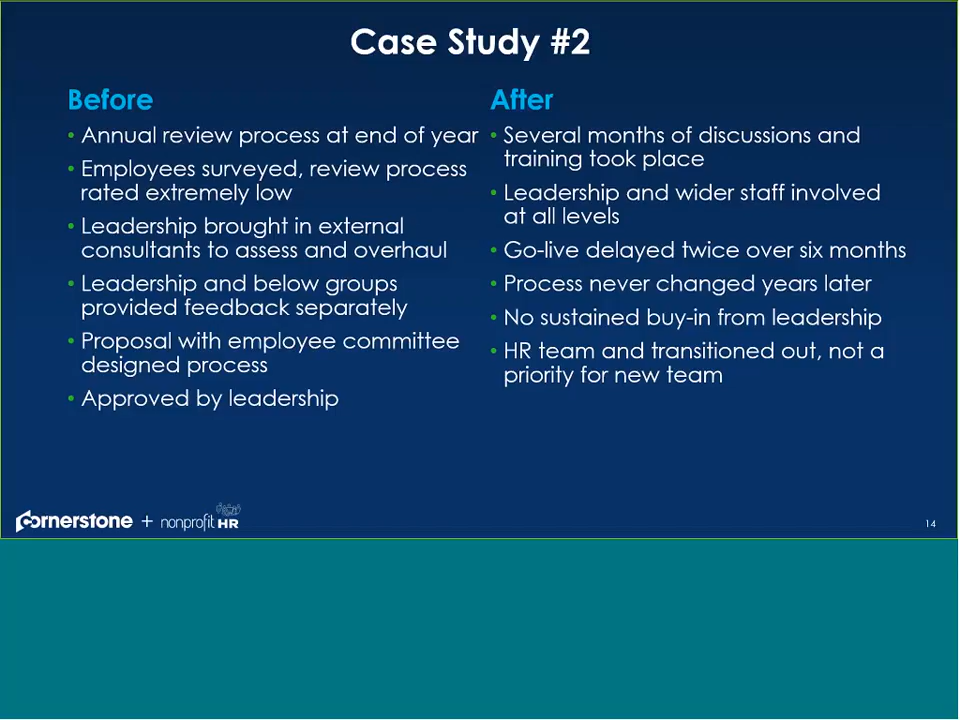 Case Study #2
Before
• Annual review process at end of year
• Employees surveyed, review process
rated extremely low
• Leadership brought in external
consultants to assess and overhaul
• Leadership and below groups
provided feedback separately
• Proposal with employee committee
designed process
• Approved by leadership
After
• Several months of discussions and
training took place
• Leadership and wider staff involved
at all levels
• Go-live delayed twice over six months
• Process never changed years later
• No sustained buy-in from leadership
• HR team and transitioned out, not a
priority for new team
cornerstone + nonprofit HR
14